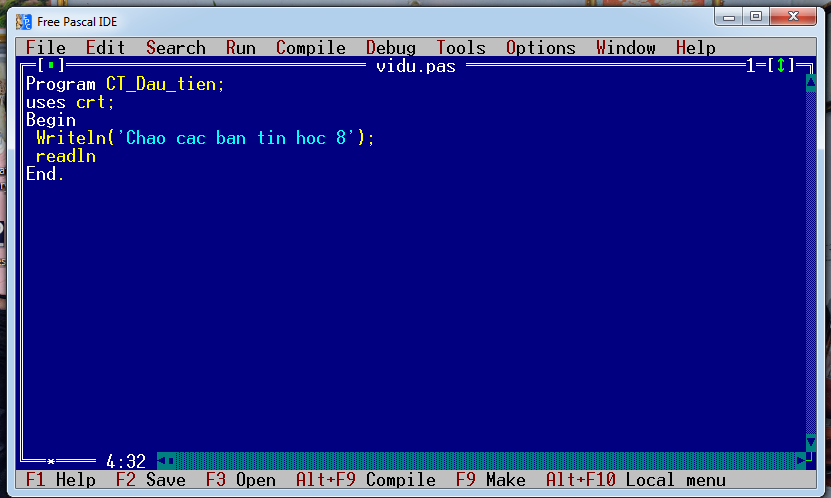 Free Pascal IDE
File Edit Search Run Compile Debug Tools Options Window Help
vidu.pas 1
Program CT_Dau_tien;
uses crt;
Begin
Writeln('Chao cac ban tin hoc 8');
readln
End.
* 4:32
F1 Help F2 Save F3 Open Alt+F9 Compile F9 Make Alt+F10 Local menu